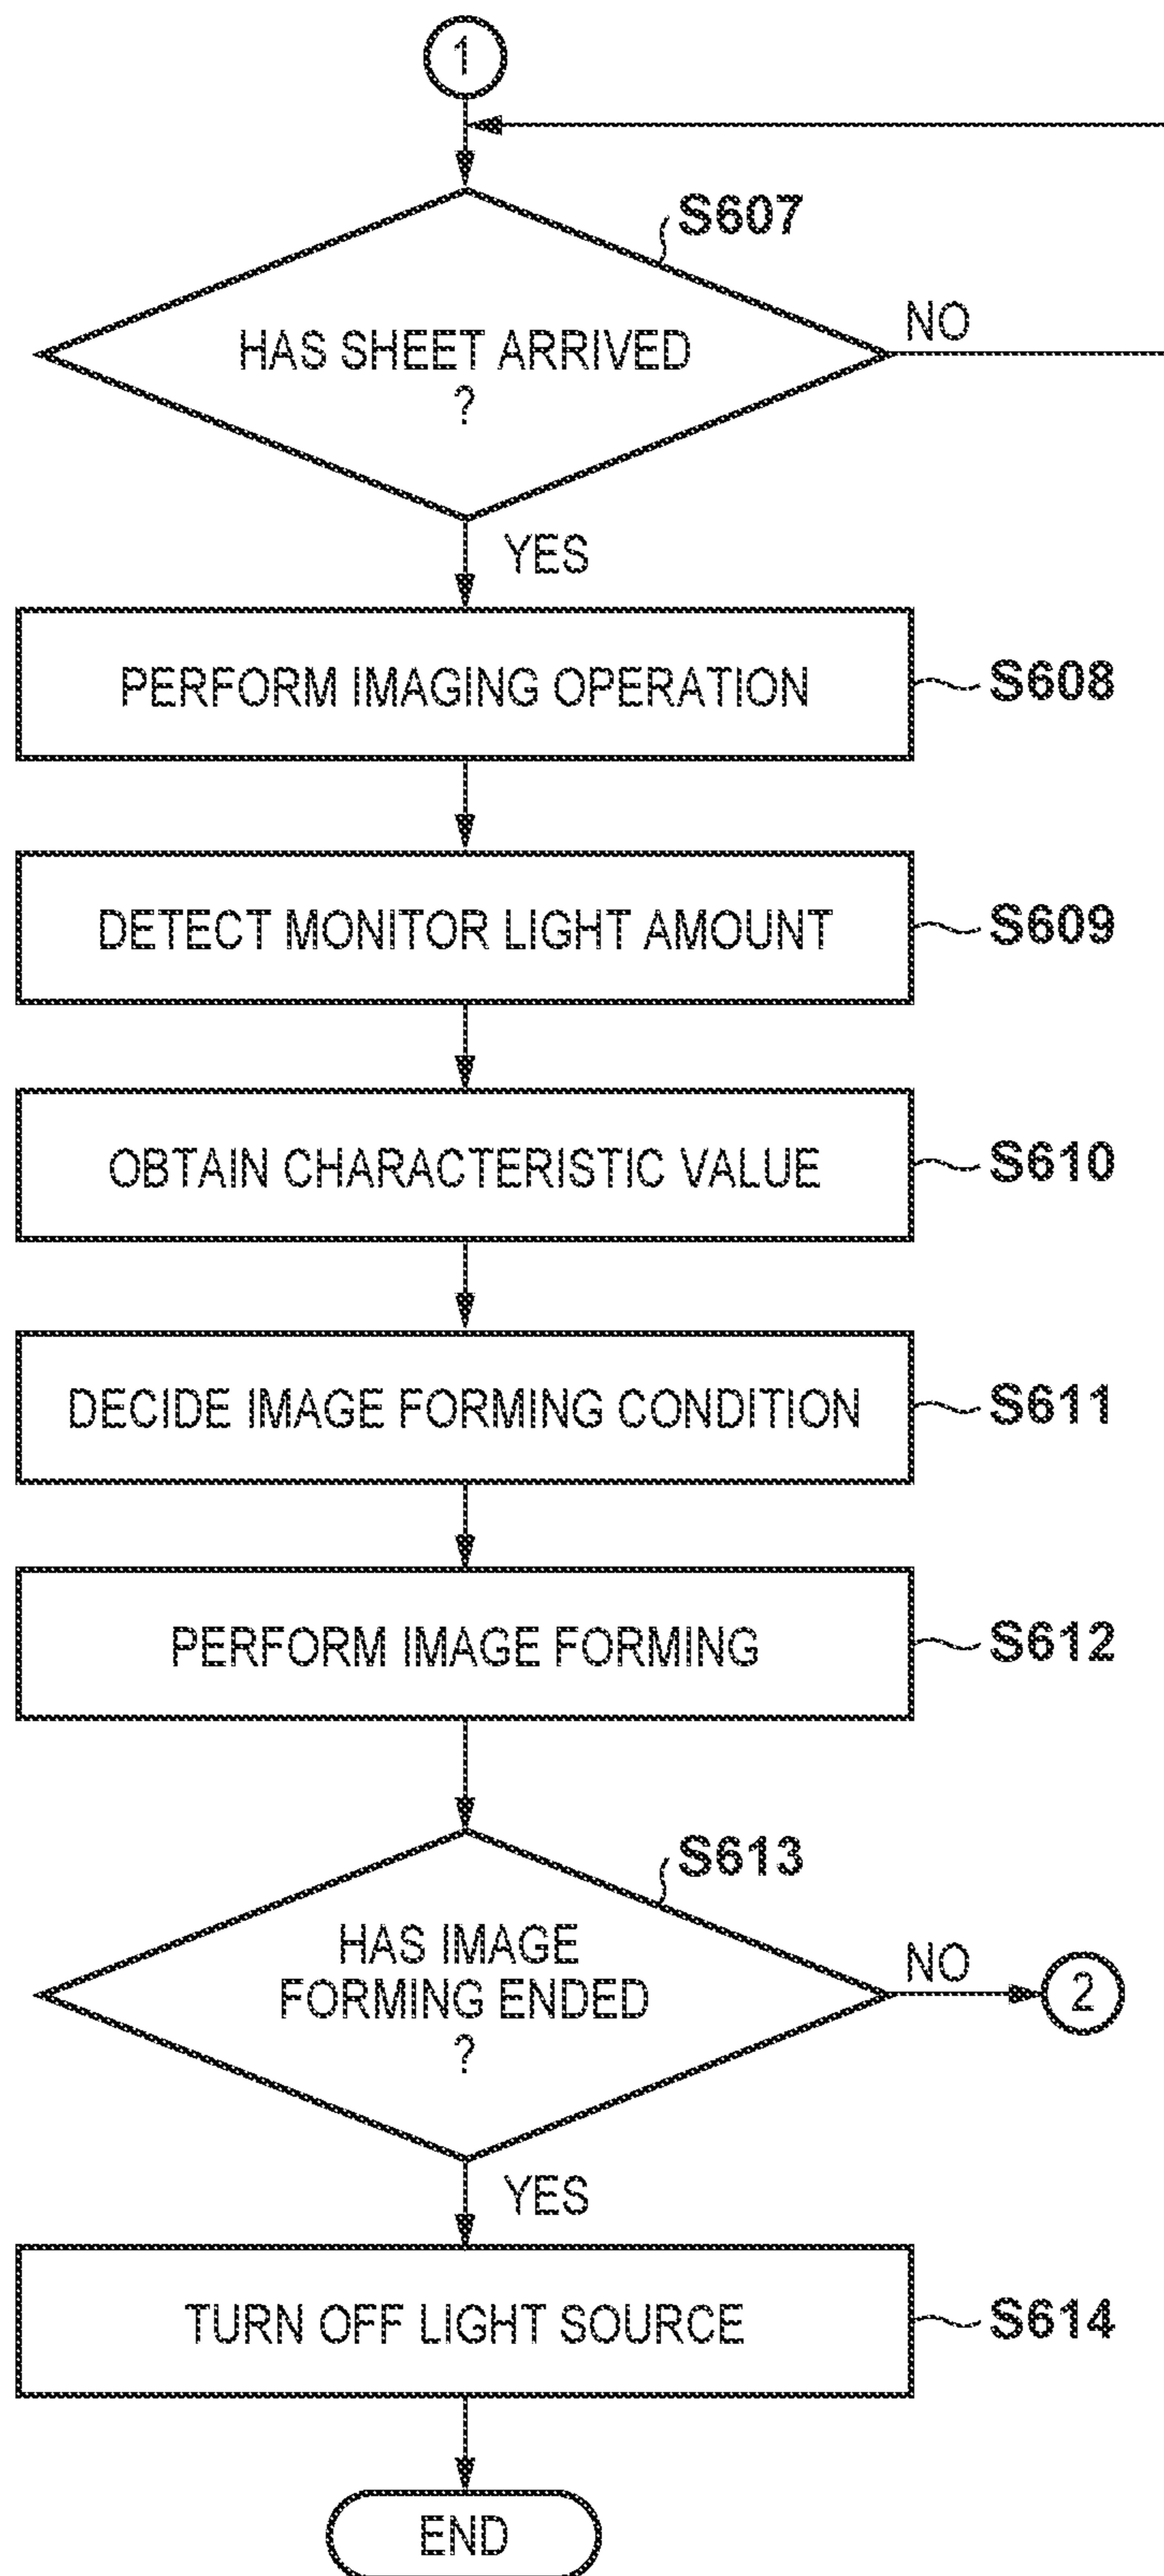 1
S607
HAS SHEET ARRIVED
?
NO
YES
PERFORM IMAGING OPERATION
S608
DETECT MONITOR LIGHT AMOUNT
S609
OBTAIN CHARACTERISTIC VALUE
S610
DECIDE IMAGE FORMING CONDITION
S611
PERFORM IMAGE FORMING
S612
S613
HAS IMAGE
FORMING ENDED
?
NO
2
YES
TURN OFF LIGHT SOURCE
S614
END